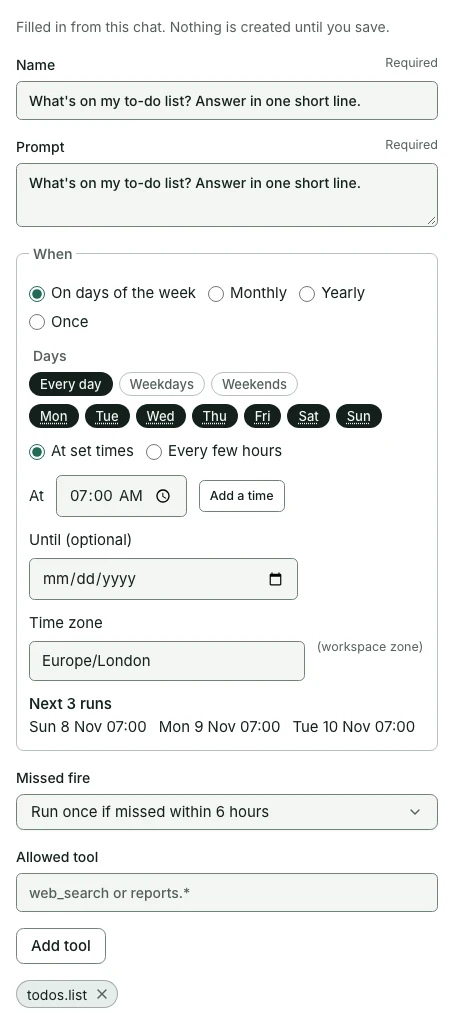 Filled in from this chat. Nothing is created until you save.
Name Required
What's on my to-do list? Answer in one short line.
Prompt Required
What's on my to-do list? Answer in one short line.
When
On days of the week Monthly Yearly
Once
Days
Every day Weekdays Weekends
Mon Tue Wed Thu Fri Sat Sun
At set times Every few hours
At 07:00 AM Add a time
Until (optional)
mm/dd/yyyy
Time zone
Europe/London (workspace zone)
Next 3 runs
Sun 8 Nov 07:00 Mon 9 Nov 07:00 Tue 10 Nov 07:00
Missed fire
Run once if missed within 6 hours
Allowed tool
web_search or reports.*
Add tool
todos.list